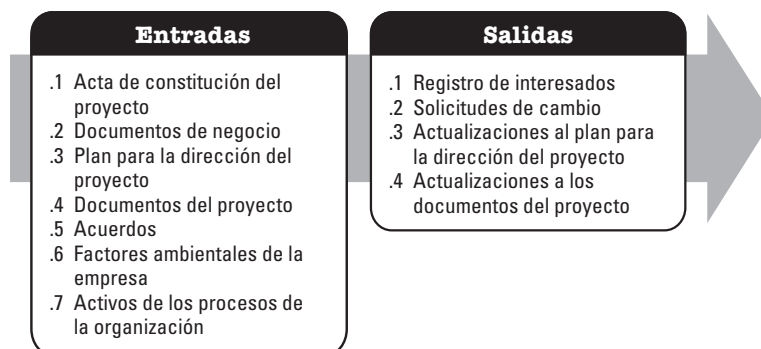 Entradas
.1 Acta de constitución del
proyecto
.2 Documentos de negocio
.3 Plan para la dirección del
proyecto
.4 Documentos del proyecto
.5 Acuerdos
.6 Factores ambientales de la
empresa
.7 Activos de los procesos de
la organización
Salidas
.1 Registro de interesados
.2 Solicitudes de cambio
.3 Actualizaciones al plan para
la dirección del proyecto
.4 Actualizaciones a los
documentos del proyecto